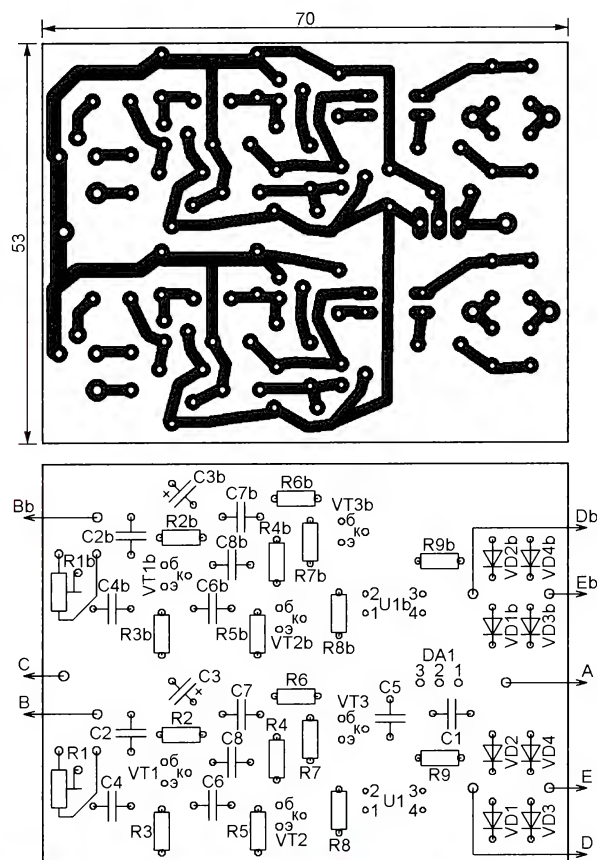 70
53
C3b
R6b
Bb
C7b
VT3b
Db
R2b
б
к
э
C2b
R4b
VD2b
VD4b
R9b
R1b
VT1b
б
к
э
C8b
R7b
C4b
C6b
б
к
э
2
3
1
4
U1b
Eb
R3b
R5b
VT2b
R8b
VD1b
VD3b
C
C3
R6
DA1
3
2
1
A
B
R2
C7
VT3
б
к
э
C5
C1
C2
R4
R1
VT1
б
к
э
C8
R7
R9
VD2
VD4
C4
C6
б
к
э
2
3
1
4
U1
E
R3
R5
VT2
R8
VD1
VD3
D